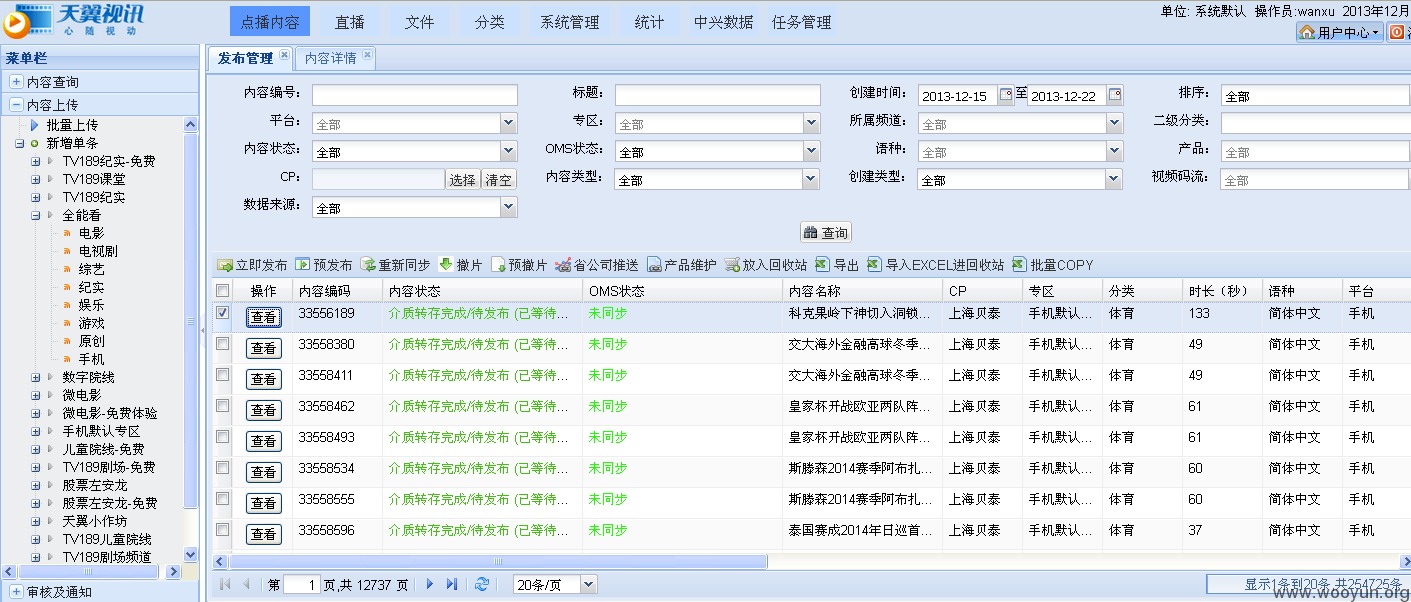 天翼视讯
心随视动
点播内容 直播 文件 分类 系统管理 统计 中兴数据 任务管理
单位: 系统默认 操作员:wanxu 2013年12月
用户中心
菜单栏
内容查询
内容上传
批量上传
新增单条
TV189纪实-免费
TV189课堂
TV189纪实
全能看
电影
电视剧
综艺
纪实
娱乐
游戏
原创
手机
数字院线
微电影
微电影-免费体验
手机默认专区
儿童院线-免费
TV189剧场-免费
股票左安龙
股票左安龙-免费
天翼小作坊
TV189儿童院线
TV189剧场频道
审核及通知
发布管理 内容详情
内容编号: 标题: 创建时间: 2013-12-15 至 2013-12-22 排序: 全部
平台: 全部 专区: 全部 所属频道: 全部 二级分类:
内容状态: 全部 OMS状态: 全部 语种: 全部 产品: 全部
CP: 选择 清空 内容类型: 全部 创建类型: 全部 视频码流: 全部
数据来源: 全部
查询
立即发布 预发布 重新同步 撤片 预撤片 省公司推送 产品维护 放入回收站 导出 导入EXCEL进回收站 批量COPY
操作 内容编码 内容状态 OMS状态 内容名称 CP 专区 分类 时长（秒） 语种 平台
查看 33556189 介质转存完成/待发布 (已等待... 未同步 科克果岭下神切入洞锁... 上海贝泰 手机默认... 体育 133 简体中文 手机
查看 33558380 介质转存完成/待发布 (已等待... 未同步 交大海外金融高球冬季... 上海贝泰 手机默认... 体育 49 简体中文 手机
查看 33558411 介质转存完成/待发布 (已等待... 未同步 交大海外金融高球冬季... 上海贝泰 手机默认... 体育 49 简体中文 手机
查看 33558462 介质转存完成/待发布 (已等待... 未同步 皇家杯开战欧亚两队阵... 上海贝泰 手机默认... 体育 61 简体中文 手机
查看 33558493 介质转存完成/待发布 (已等待... 未同步 皇家杯开战欧亚两队阵... 上海贝泰 手机默认... 体育 61 简体中文 手机
查看 33558534 介质转存完成/待发布 (已等待... 未同步 斯滕森2014赛季阿布扎... 上海贝泰 手机默认... 体育 60 简体中文 手机
查看 33558555 介质转存完成/待发布 (已等待... 未同步 斯滕森2014赛季阿布扎... 上海贝泰 手机默认... 体育 60 简体中文 手机
查看 33558596 介质转存完成/待发布 (已等待... 未同步 泰国赛成2014年日巡首... 上海贝泰 手机默认... 体育 37 简体中文 手机
第 1 页,共 12737 页 20条/页 显示1条到20条 共254725条
www.wooyun.org